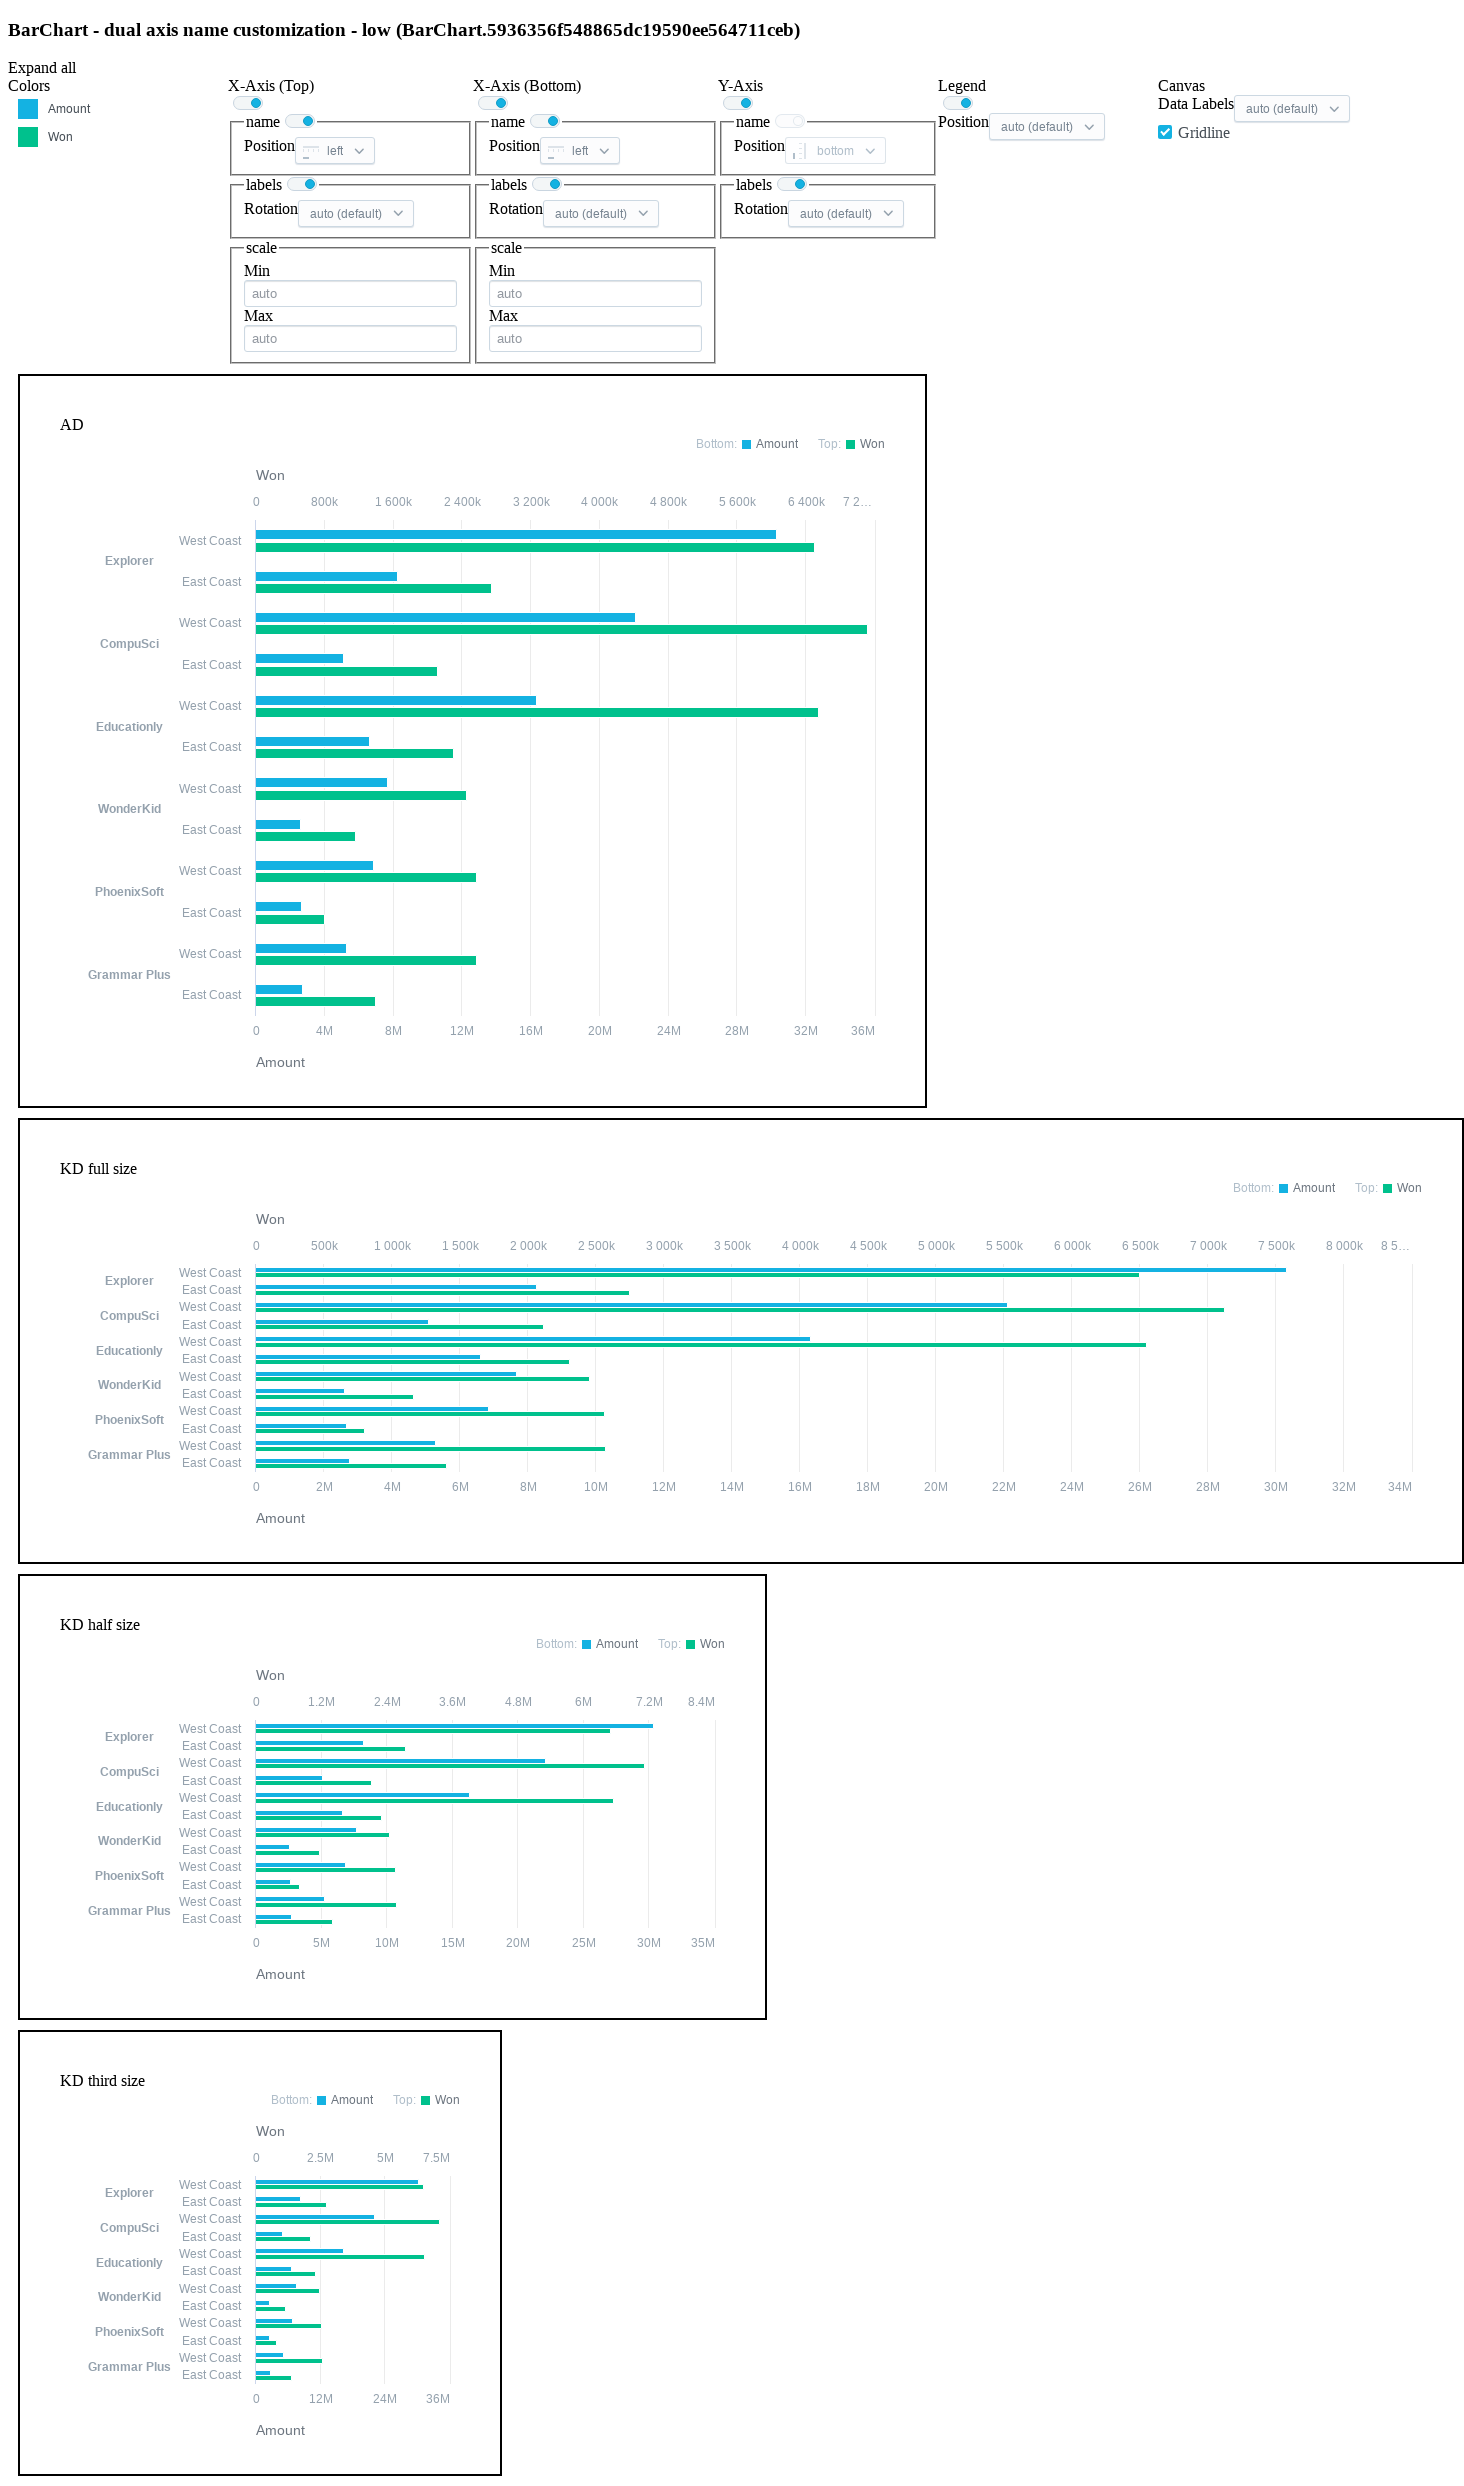 BarChart - dual axis name customization - low (BarChart.5936356f548865dc19590ee564711ceb)
Expand all
Colors
Amount
Won
X-Axis (Top)
name
Position left
labels
Rotation auto (default)
scale
Min
auto
Max
auto
X-Axis (Bottom)
name
Position left
labels
Rotation auto (default)
scale
Min
auto
Max
auto
Y-Axis
name
Position bottom
labels
Rotation auto (default)
Legend
Position auto (default)
Canvas
Data Labels auto (default)
Gridline
AD
Bottom: Amount Top: Won
Won
0 800k 1 600k 2 400k 3 200k 4 000k 4 800k 5 600k 6 400k 7 2…
Explorer
West Coast
East Coast
CompuSci
West Coast
East Coast
Educationly
West Coast
East Coast
WonderKid
West Coast
East Coast
PhoenixSoft
West Coast
East Coast
Grammar Plus
West Coast
East Coast
0 4M 8M 12M 16M 20M 24M 28M 32M 36M
Amount
KD full size
Bottom: Amount Top: Won
Won
0 500k 1 000k 1 500k 2 000k 2 500k 3 000k 3 500k 4 000k 4 500k 5 000k 5 500k 6 000k 6 500k 7 000k 7 500k 8 000k 8 5…
Explorer
West Coast
East Coast
CompuSci
West Coast
East Coast
Educationly
West Coast
East Coast
WonderKid
West Coast
East Coast
PhoenixSoft
West Coast
East Coast
Grammar Plus
West Coast
East Coast
0 2M 4M 6M 8M 10M 12M 14M 16M 18M 20M 22M 24M 26M 28M 30M 32M 34M
Amount
KD half size
Bottom: Amount Top: Won
Won
0 1.2M 2.4M 3.6M 4.8M 6M 7.2M 8.4M
Explorer
West Coast
East Coast
CompuSci
West Coast
East Coast
Educationly
West Coast
East Coast
WonderKid
West Coast
East Coast
PhoenixSoft
West Coast
East Coast
Grammar Plus
West Coast
East Coast
0 5M 10M 15M 20M 25M 30M 35M
Amount
KD third size
Bottom: Amount Top: Won
Won
0 2.5M 5M 7.5M
Explorer
West Coast
East Coast
CompuSci
West Coast
East Coast
Educationly
West Coast
East Coast
WonderKid
West Coast
East Coast
PhoenixSoft
West Coast
East Coast
Grammar Plus
West Coast
East Coast
0 12M 24M 36M
Amount